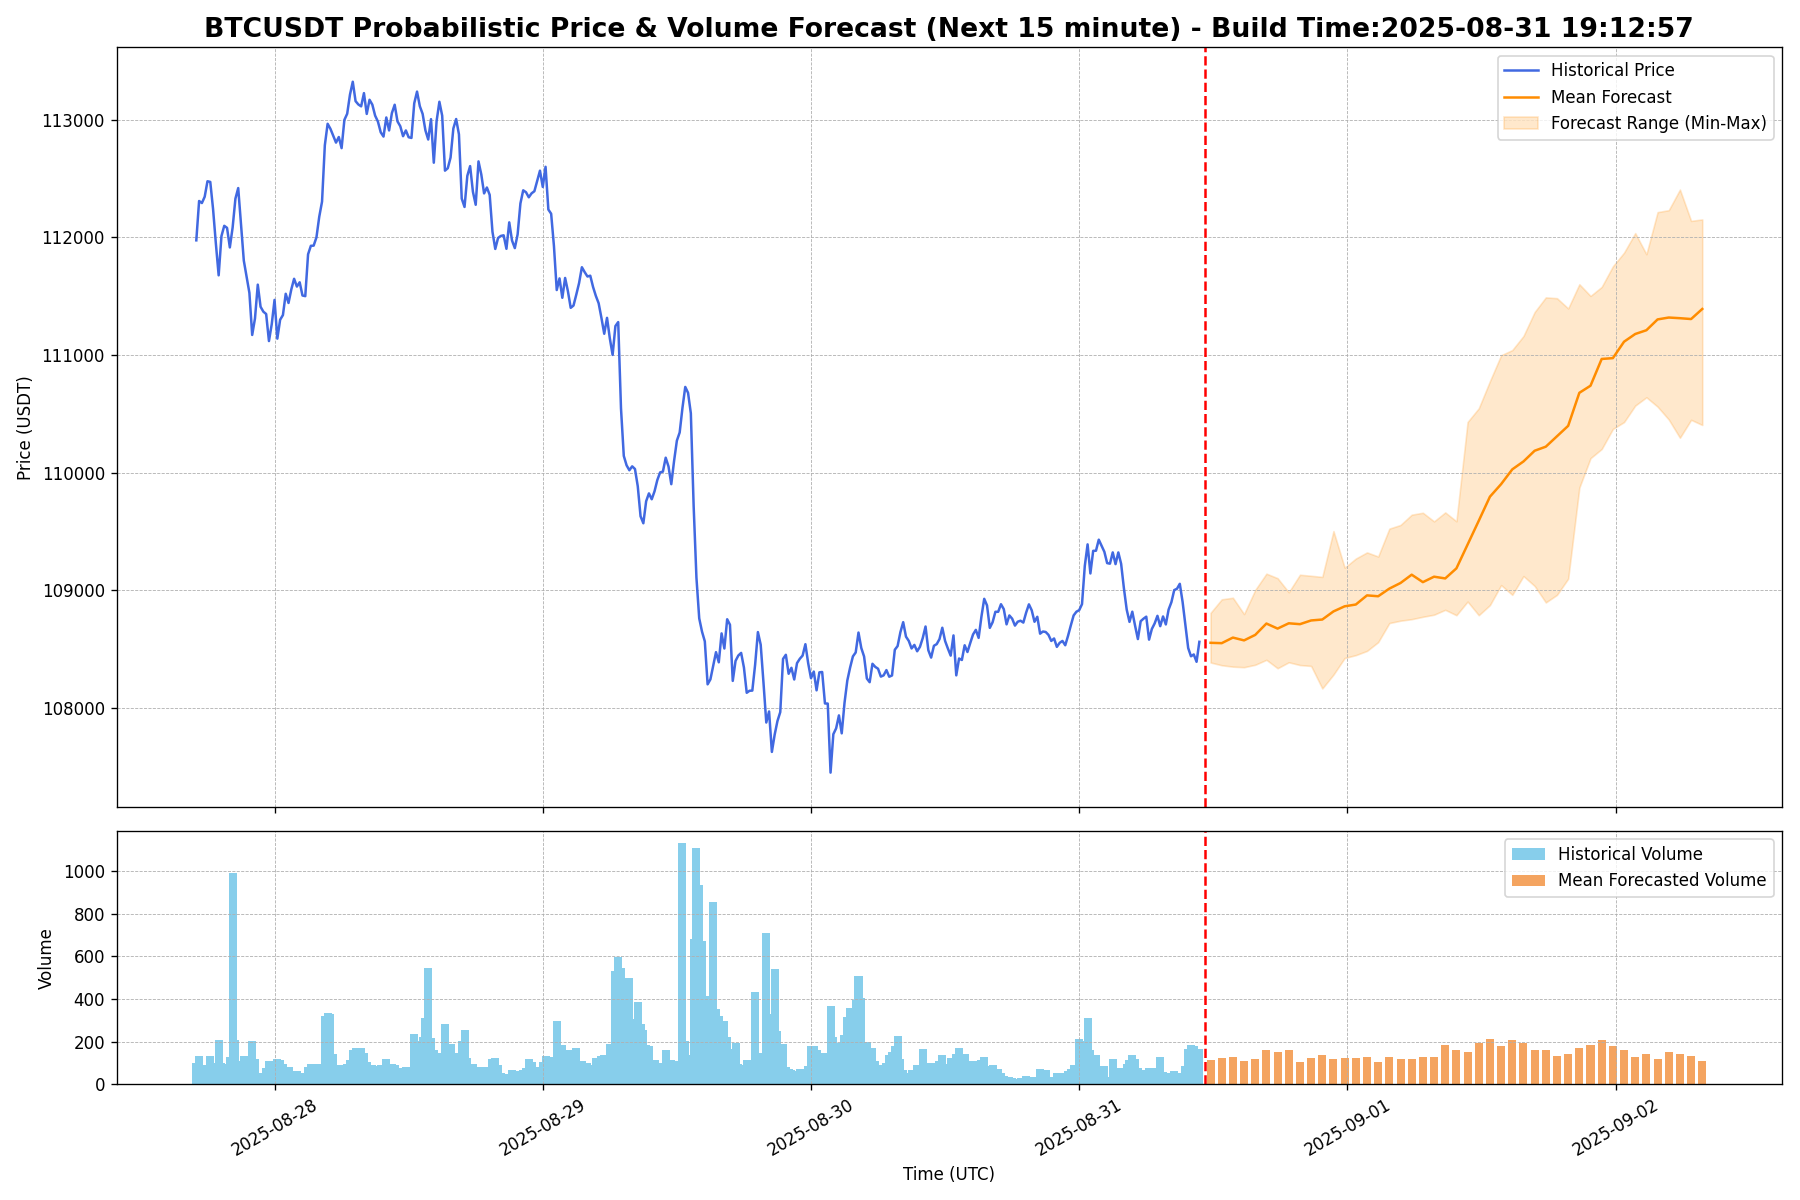 BTCUSDT Probabilistic Price & Volume Forecast (Next 15 minute) - Build Time:2025-08-31 19:12:57
Historical Price
Mean Forecast
Forecast Range (Min-Max)
113000
112000
111000
110000
109000
108000
Price (USDT)
Historical Volume
Mean Forecasted Volume
1000
800
600
400
200
0
Volume
2025-08-28
2025-08-29
2025-08-30
2025-08-31
2025-09-01
2025-09-02
Time (UTC)